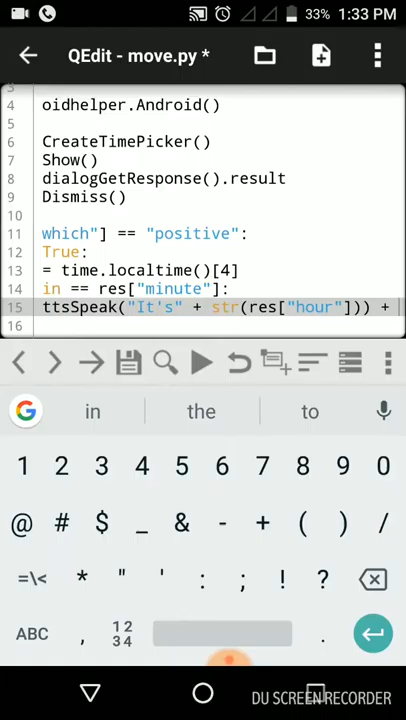 33% 1:33 PM
QEdit - move.py *
3
4 oidhelper.Android()
5
6 CreateTimePicker()
7 Show()
8 dialogGetResponse().result
9 Dismiss()
10
11 which"] == "positive":
12 True:
13 = time.localtime()[4]
14 in == res["minute"]:
15 ttsSpeak("It's" + str(res["hour"])) +
16
G in the to
1 2 3 4 5 6 7 8 9 0
@ # $ _ & - + ( ) /
=\< * " ' : ; ! ?
ABC , 12 34 .
DU SCREEN RECORDER